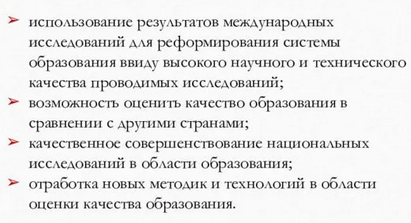 ➢ использование результатов международных
исследований для реформирования системы
образования ввиду высокого научного и технического
качества проводимых исследований;
➢ возможность оценить качество образования в
сравнении с другими странами;
➢ качественное совершенствование национальных
исследований в области образования;
➢ отработка новых методик и технологий в области
оценки качества образования.